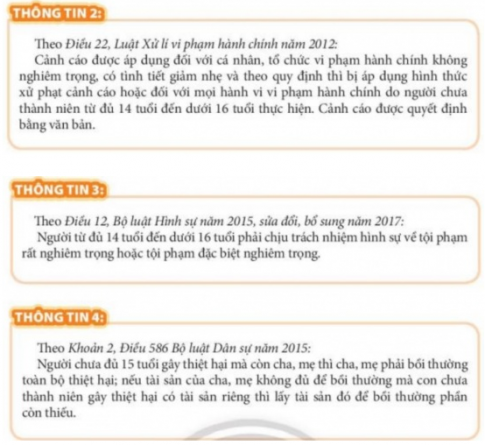 THÔNG TIN 2:
Theo Điều 22, Luật Xử lí vi phạm hành chính năm 2012:
Cảnh cáo được áp dụng đối với cá nhân, tổ chức vi phạm hành chính không
nghiêm trọng, có tình tiết giảm nhẹ và theo quy định thì bị áp dụng hình thức
xử phạt cảnh cáo hoặc đối với mọi hành vi vi phạm hành chính do người chưa
thành niên từ đủ 14 tuổi đến dưới 16 tuổi thực hiện. Cảnh cáo được quyết định
bằng văn bản.
THÔNG TIN 3:
Theo Điều 12, Bộ luật Hình sự năm 2015, sửa đổi, bổ sung năm 2017:
Người từ đủ 14 tuổi đến dưới 16 tuổi phải chịu trách nhiệm hình sự về tội phạm
rất nghiêm trọng hoặc tội phạm đặc biệt nghiêm trọng.
THÔNG TIN 4:
Theo Khoản 2, Điều 586 Bộ luật Dân sự năm 2015:
Người chưa đủ 15 tuổi gây thiệt hại mà còn cha, mẹ thì cha, mẹ phải bồi thường
toàn bộ thiệt hại; nếu tài sản của cha, mẹ không đủ để bồi thường mà con chưa
thành niên gây thiệt hại có tài sản riêng thì lấy tài sản đó để bồi thường phần
còn thiếu.